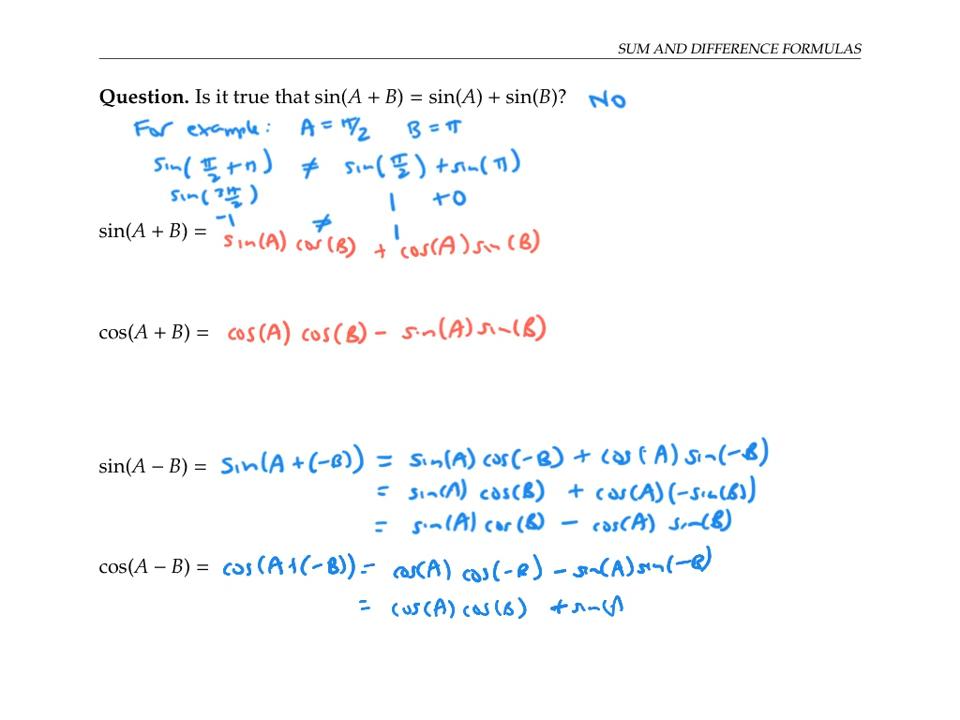 SUM AND DIFFERENCE FORMULAS
Question. Is it true that sin(A + B) = sin(A) + sin(B)? NO
For example: A = π/2 B = π
sin(π/2 + π) ≠ sin(π/2) + sin(π)
sin(3π/2) 1 + 0
-1 ≠ 1
sin(A + B) = sin(A) cos(B) + cos(A) sin(B)
cos(A + B) = cos(A) cos(B) - sin(A) sin(B)
sin(A − B) = sin(A + (-B)) = sin(A) cos(-B) + cos(A) sin(-B)
= sin(A) cos(B) + cos(A)(-sin(B))
= sin(A) cos(B) - cos(A) sin(B)
cos(A − B) = cos(A + (-B)) = cos(A) cos(-B) - sin(A) sin(-B)
= cos(A) cos(B) + sin(A